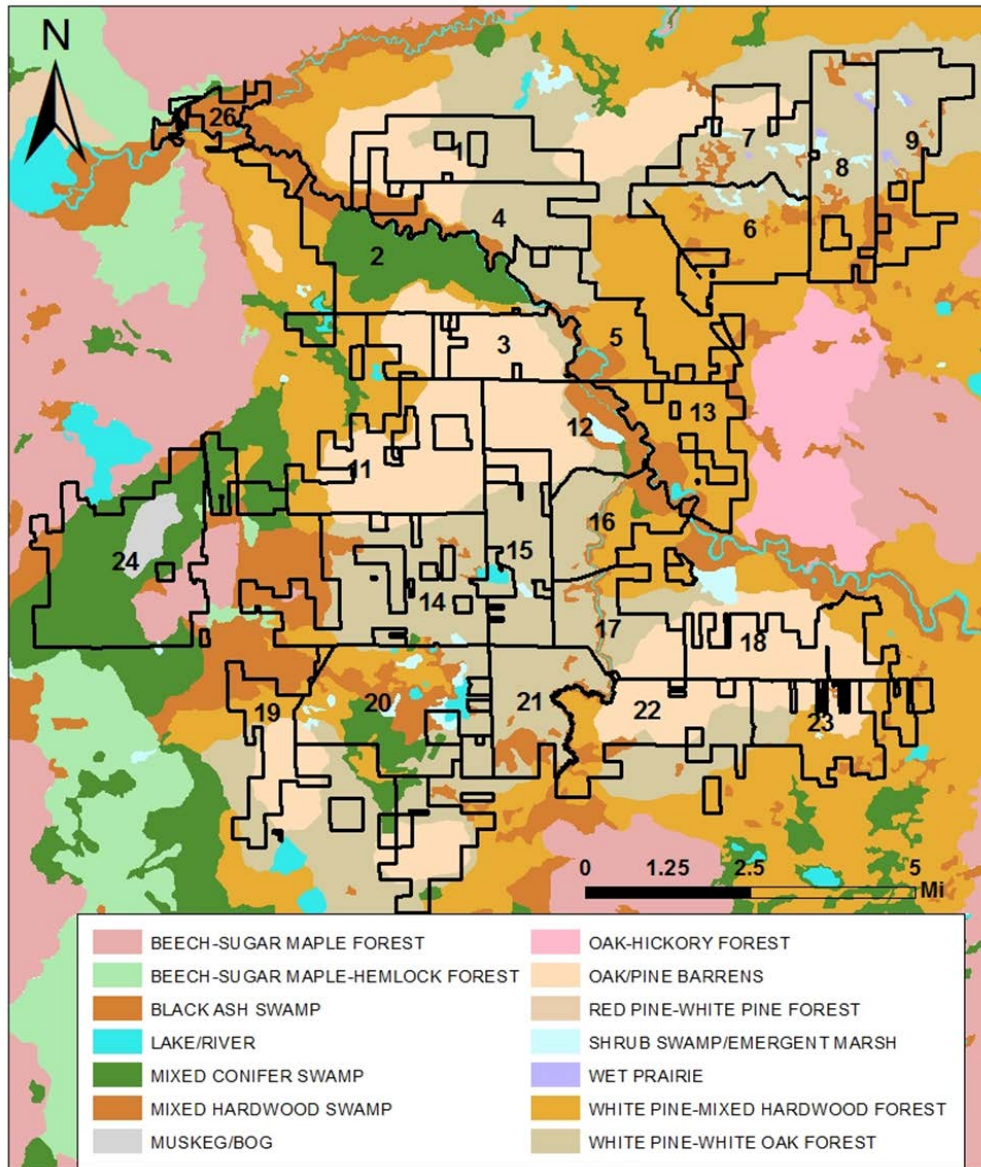 N
26
1
7
8
9
4
2
6
5
3
13
12
11
16
15
24
14
17
18
20
21
19
22
23
0 1.25 2.5 5
Mi
BEECH-SUGAR MAPLE FOREST
BEECH-SUGAR MAPLE-HEMLOCK FOREST
BLACK ASH SWAMP
LAKE/RIVER
MIXED CONIFER SWAMP
MIXED HARDWOOD SWAMP
MUSKEG/BOG
OAK-HICKORY FOREST
OAK/PINE BARRENS
RED PINE-WHITE PINE FOREST
SHRUB SWAMP/EMERGENT MARSH
WET PRAIRIE
WHITE PINE-MIXED HARDWOOD FOREST
WHITE PINE-WHITE OAK FOREST